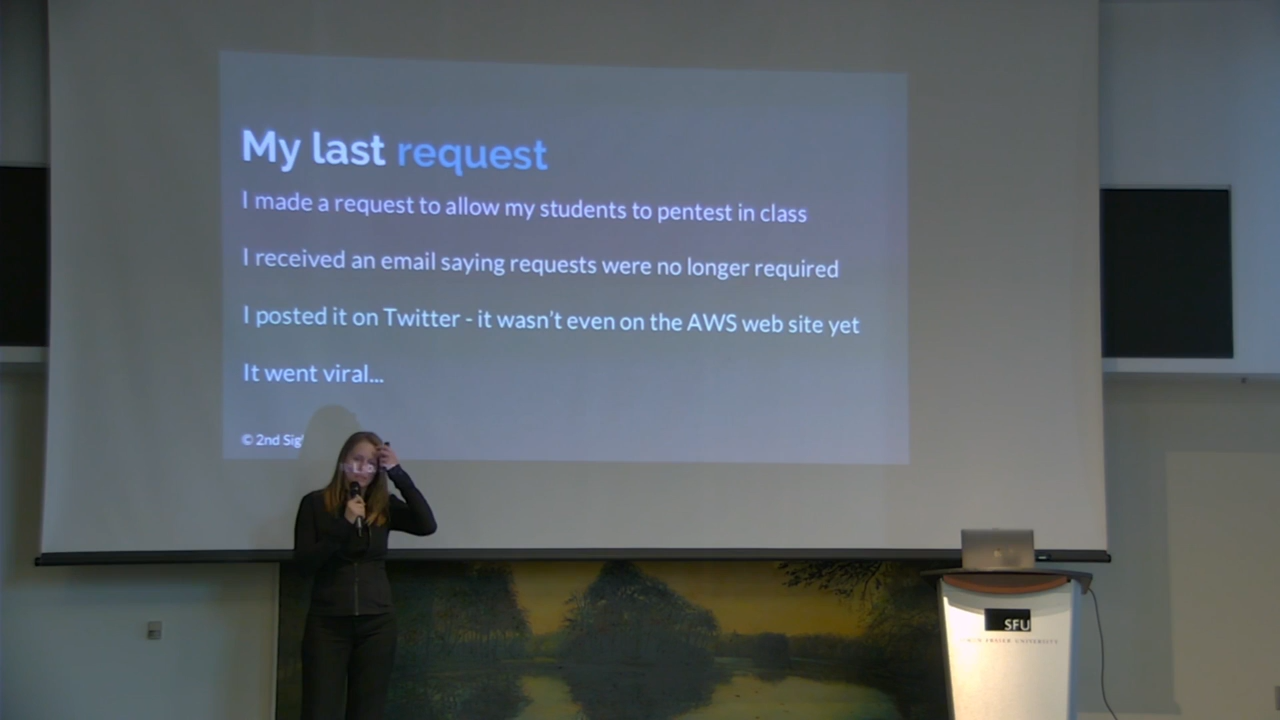 My last request
I made a request to allow my students to pentest in class
I received an email saying requests were no longer required
I posted it on Twitter - it wasn't even on the AWS web site yet
It went viral...
© 2nd Sig
SFU
FRASER UNIVERSITY